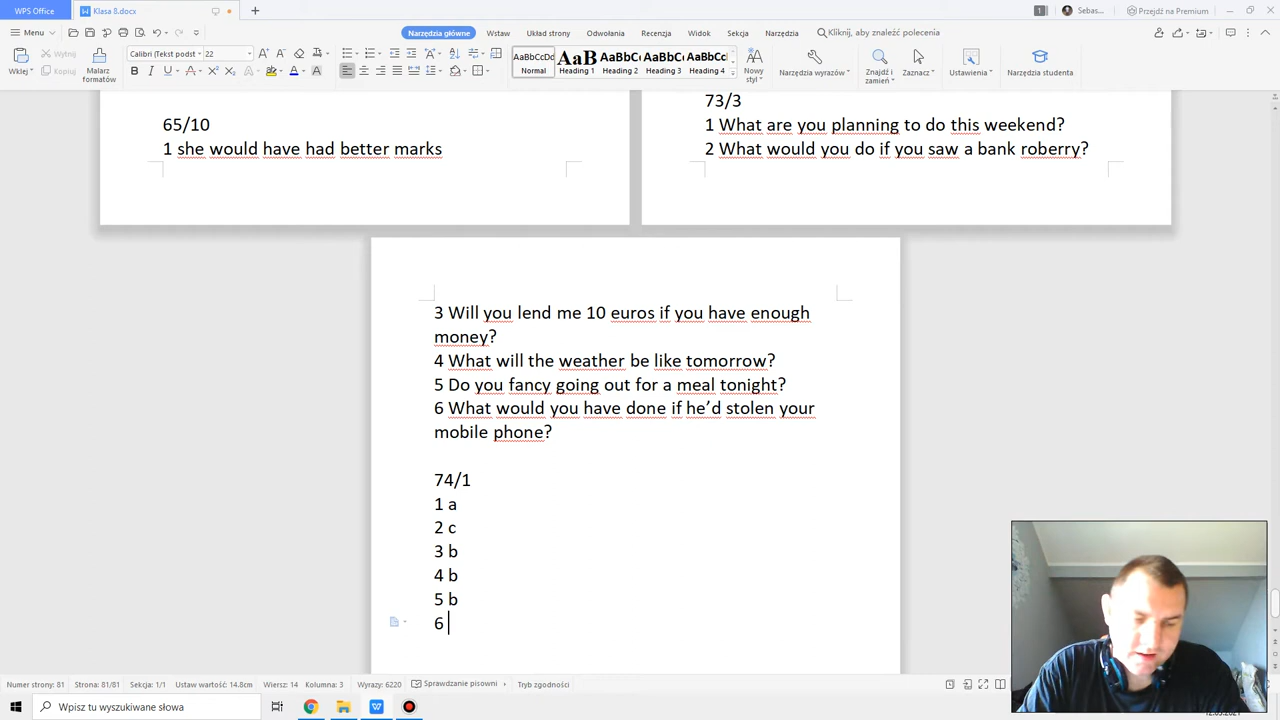 WPS Office
Klasa 8.docx
1
Sebas...
Przejdź na Premium
Menu
Narzędzia główne
Wstaw
Układ strony
Odwołania
Recenzja
Widok
Sekcja
Narzędzia
Kliknij, aby znaleźć polecenia
Wklej
Wytnij
Kopiuj
Malarz formatów
Calibri (Tekst podst
22
AaBbCcDd
Normal
AaB
Heading 1
AaBbC
Heading 2
AaBbC
Heading 3
AaBbC
Heading 4
Nowy styl
Narzędzia wyrazów
Znajdź i zamień
Zaznacz
Ustawienia
Narzędzia studenta
65/10
1 she would have had better marks
73/3
1 What are you planning to do this weekend?
2 What would you do if you saw a bank roberry?
3 Will you lend me 10 euros if you have enough
money?
4 What will the weather be like tomorrow?
5 Do you fancy going out for a meal tonight?
6 What would you have done if he’d stolen your
mobile phone?
74/1
1 a
2 c
3 b
4 b
5 b
6
Numer strony: 81
Strona: 81/81
Sekcja: 1/1
Ustaw wartość: 14.8cm
Wiersz: 14
Kolumna: 3
Wyrazy: 6220
Sprawdzanie pisowni
Tryb zgodności
Wpisz tu wyszukiwane słowa